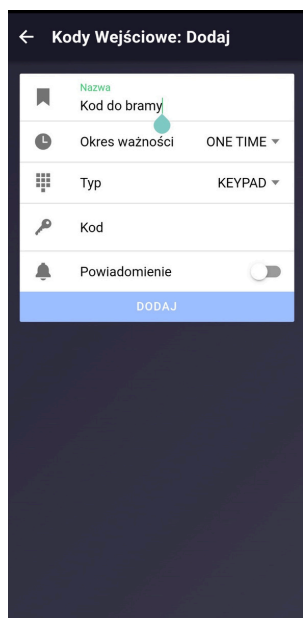 Kody Wejściowe: Dodaj
Nazwa
Kod do bramy
Okres ważności ONE TIME
Typ KEYPAD
Kod
Powiadomienie
DODAJ